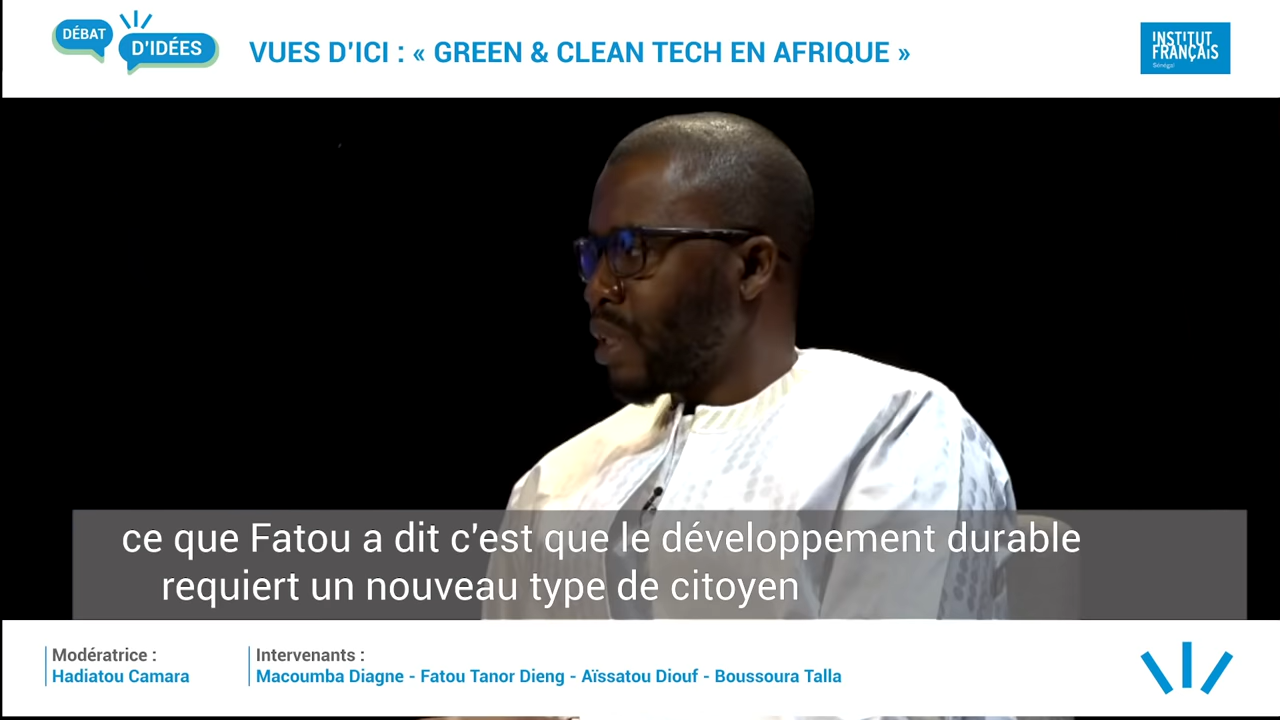 DÉBAT
D'IDÉES
VUES D'ICI : « GREEN & CLEAN TECH EN AFRIQUE »
INSTITUT
FRANÇAIS
Sénégal
ce que Fatou a dit c'est que le développement durable
requiert un nouveau type de citoyen
Modératrice :
Hadiatou Camara
Intervenants :
Macoumba Diagne - Fatou Tanor Dieng - Aïssatou Diouf - Boussoura Talla